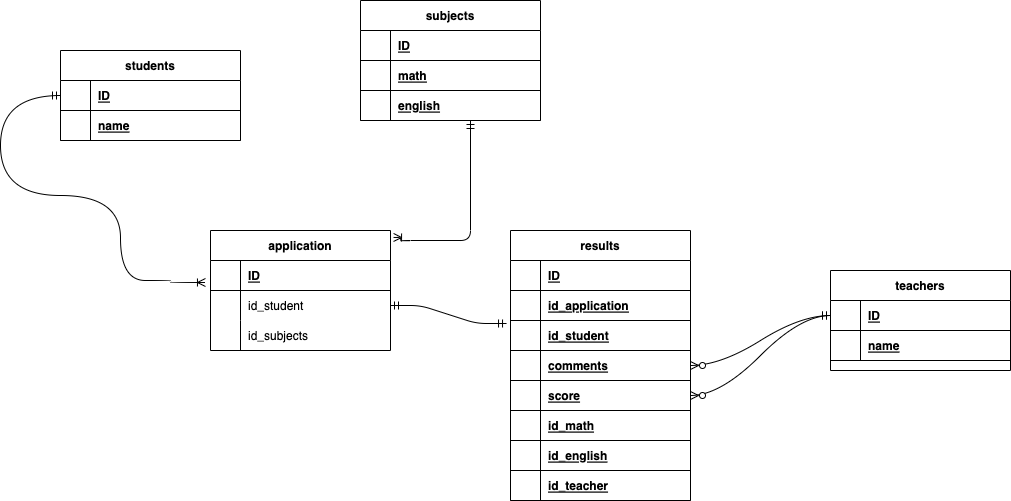 subjects
ID
math
english
students
ID
name
application
ID
id_student
id_subjects
results
ID
id_application
id_student
comments
score
id_math
id_english
id_teacher
teachers
ID
name